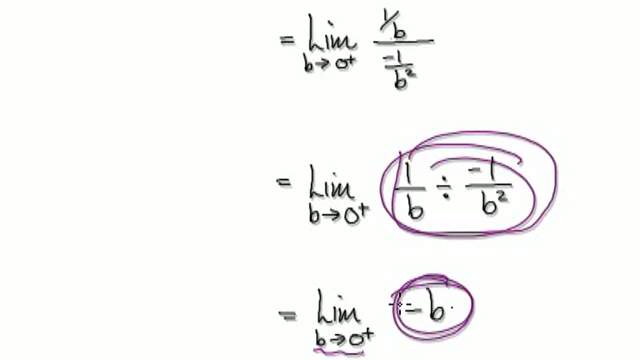 = Lim b→0⁺ (1/b)/(-1/b²)
= Lim b→0⁺ 1/b ÷ -1/b²
= Lim b→0⁺ -b